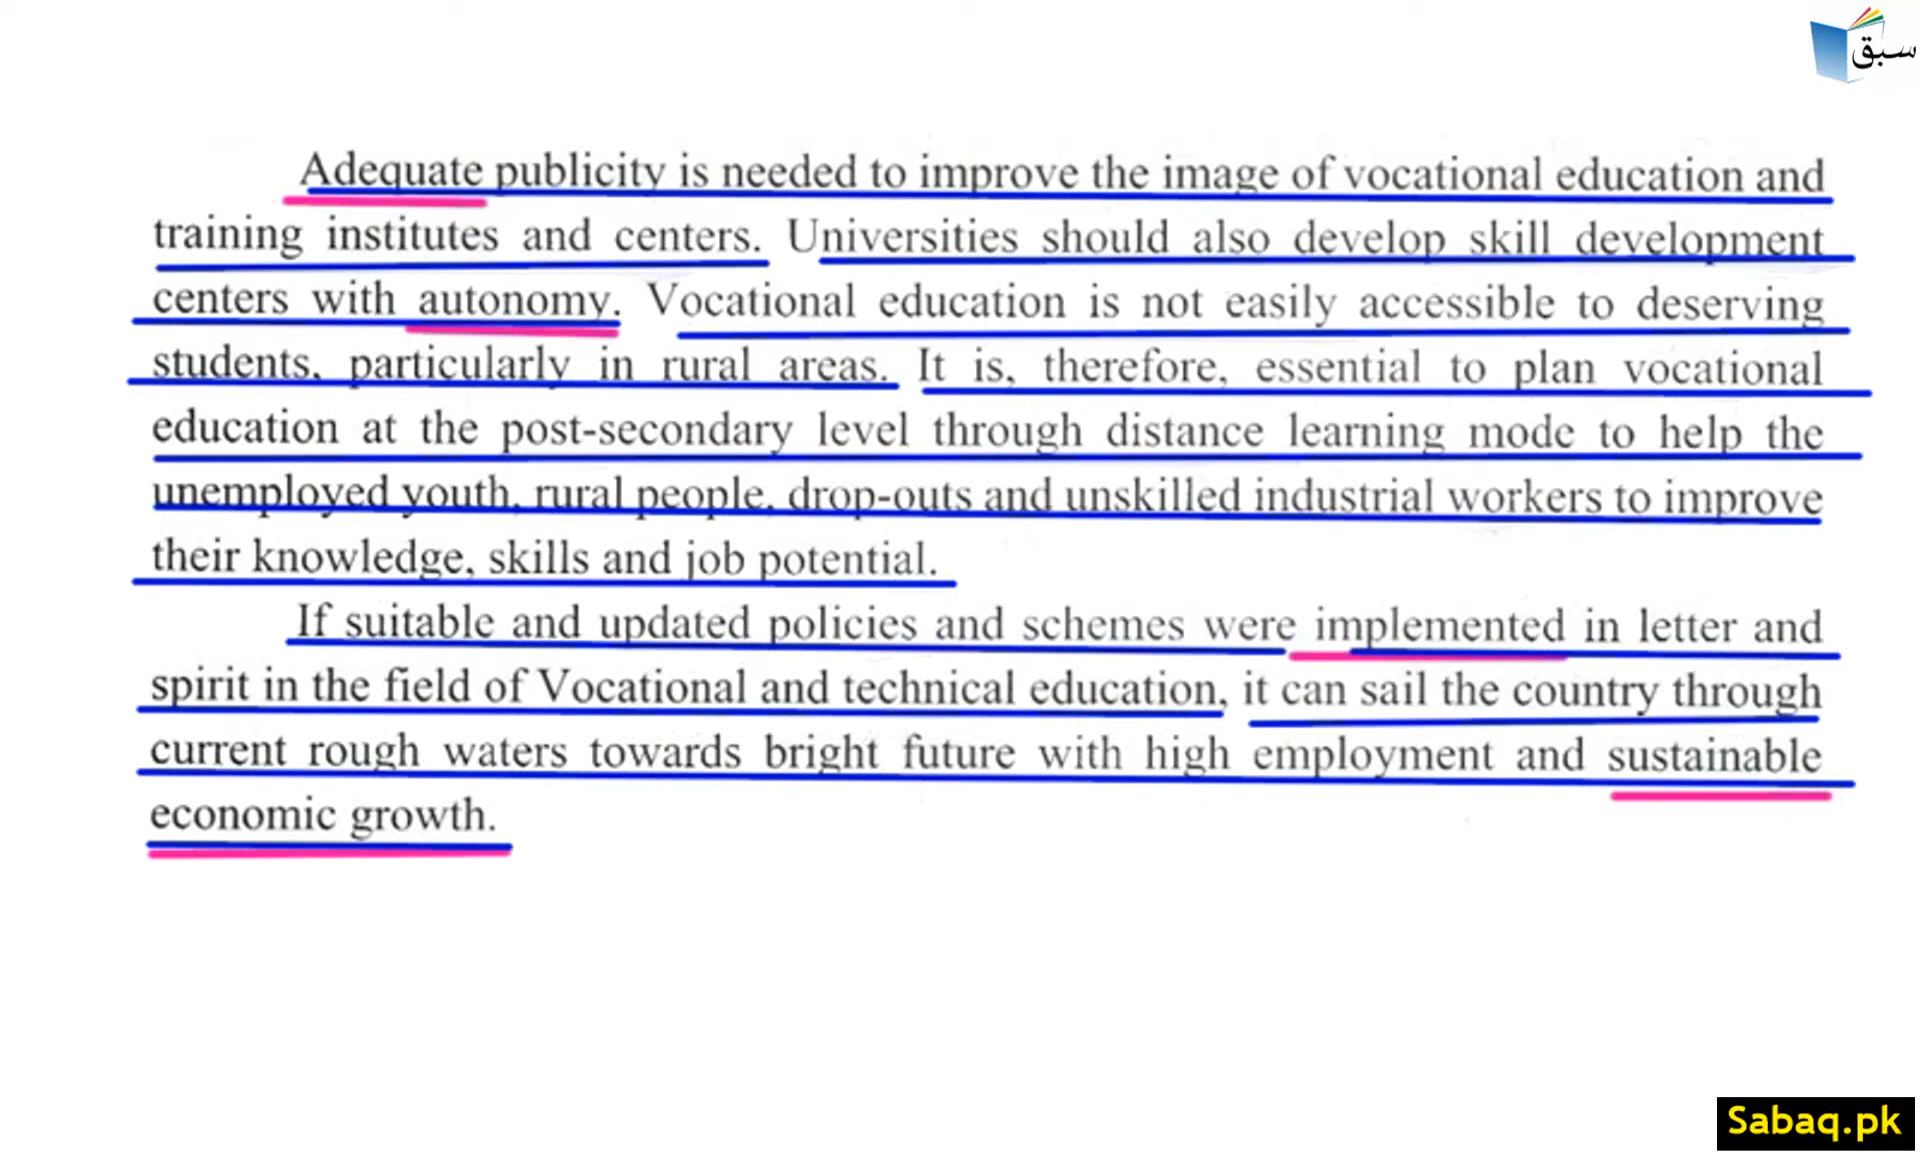 سبق
Adequate publicity is needed to improve the image of vocational education and
training institutes and centers. Universities should also develop skill development
centers with autonomy. Vocational education is not easily accessible to deserving
students, particularly in rural areas. It is, therefore, essential to plan vocational
education at the post-secondary level through distance learning mode to help the
unemployed youth, rural people, drop-outs and unskilled industrial workers to improve
their knowledge, skills and job potential.
If suitable and updated policies and schemes were implemented in letter and
spirit in the field of Vocational and technical education, it can sail the country through
current rough waters towards bright future with high employment and sustainable
economic growth.
Sabaq.pk